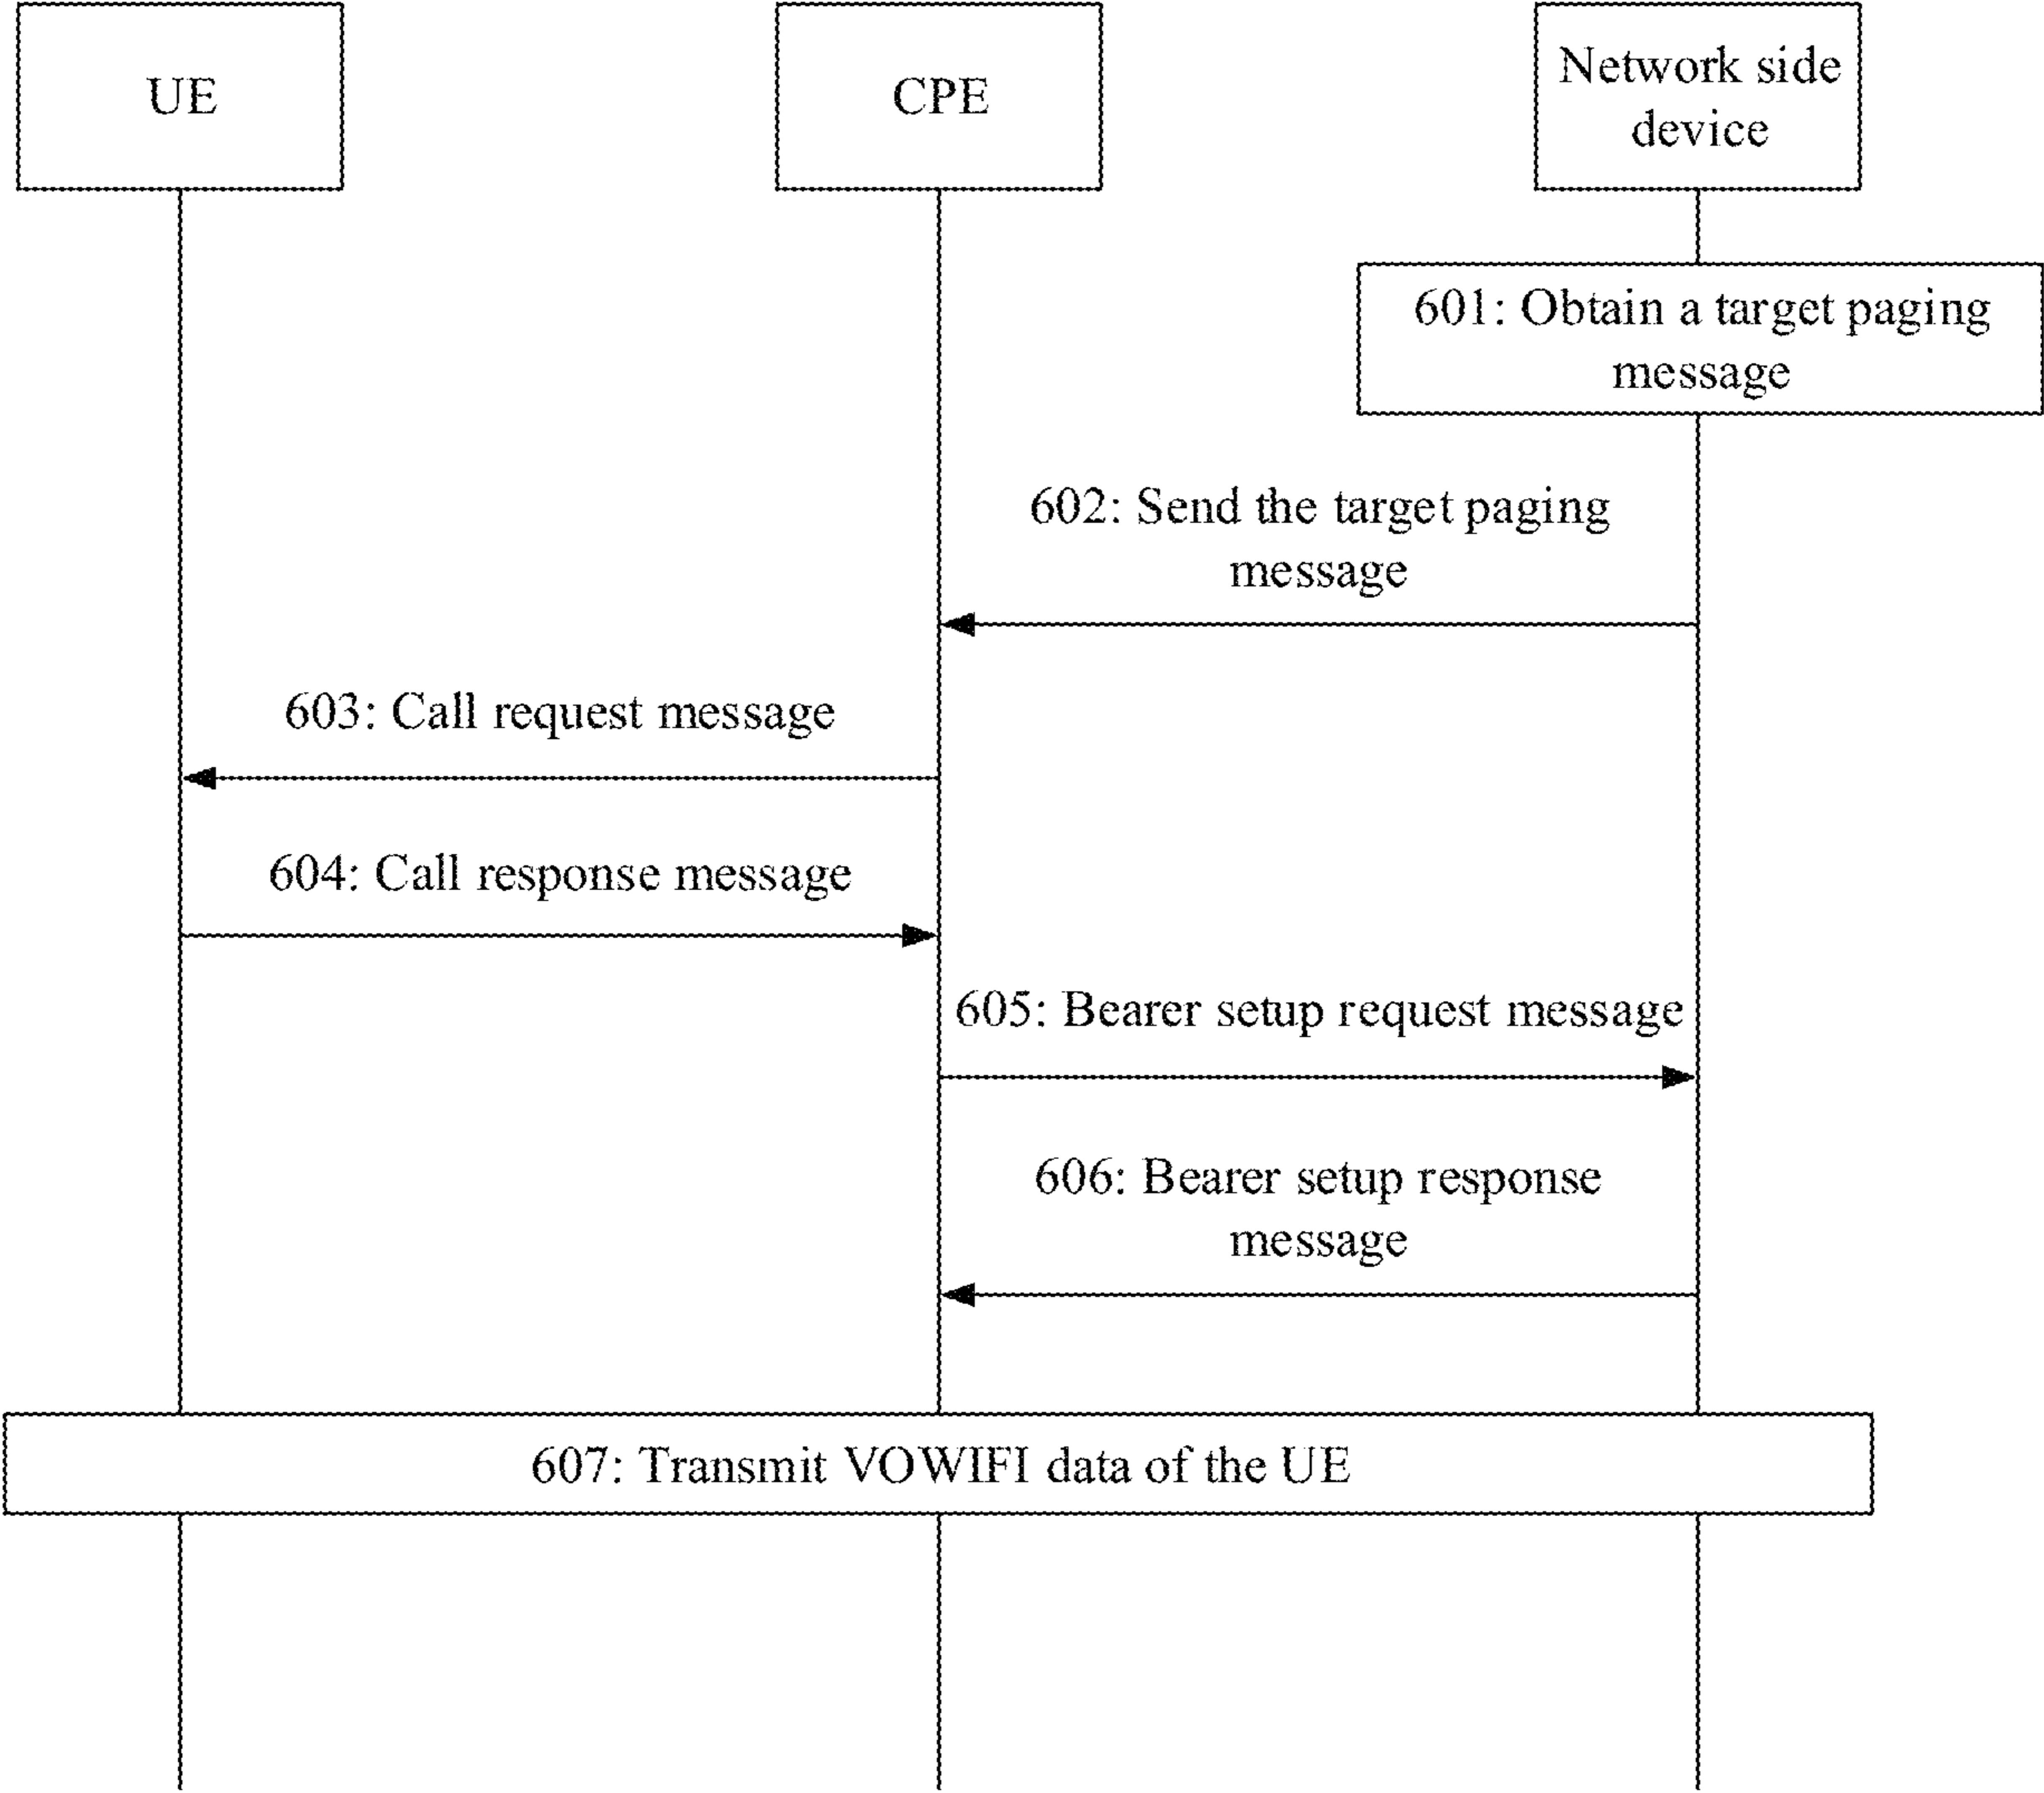 UE
CPE
Network side
device
601: Obtain a target paging
message
602: Send the target paging
message
603: Call request message
604: Call response message
605: Bearer setup request message
606: Bearer setup response
message
607: Transmit VOWIFI data of the UE